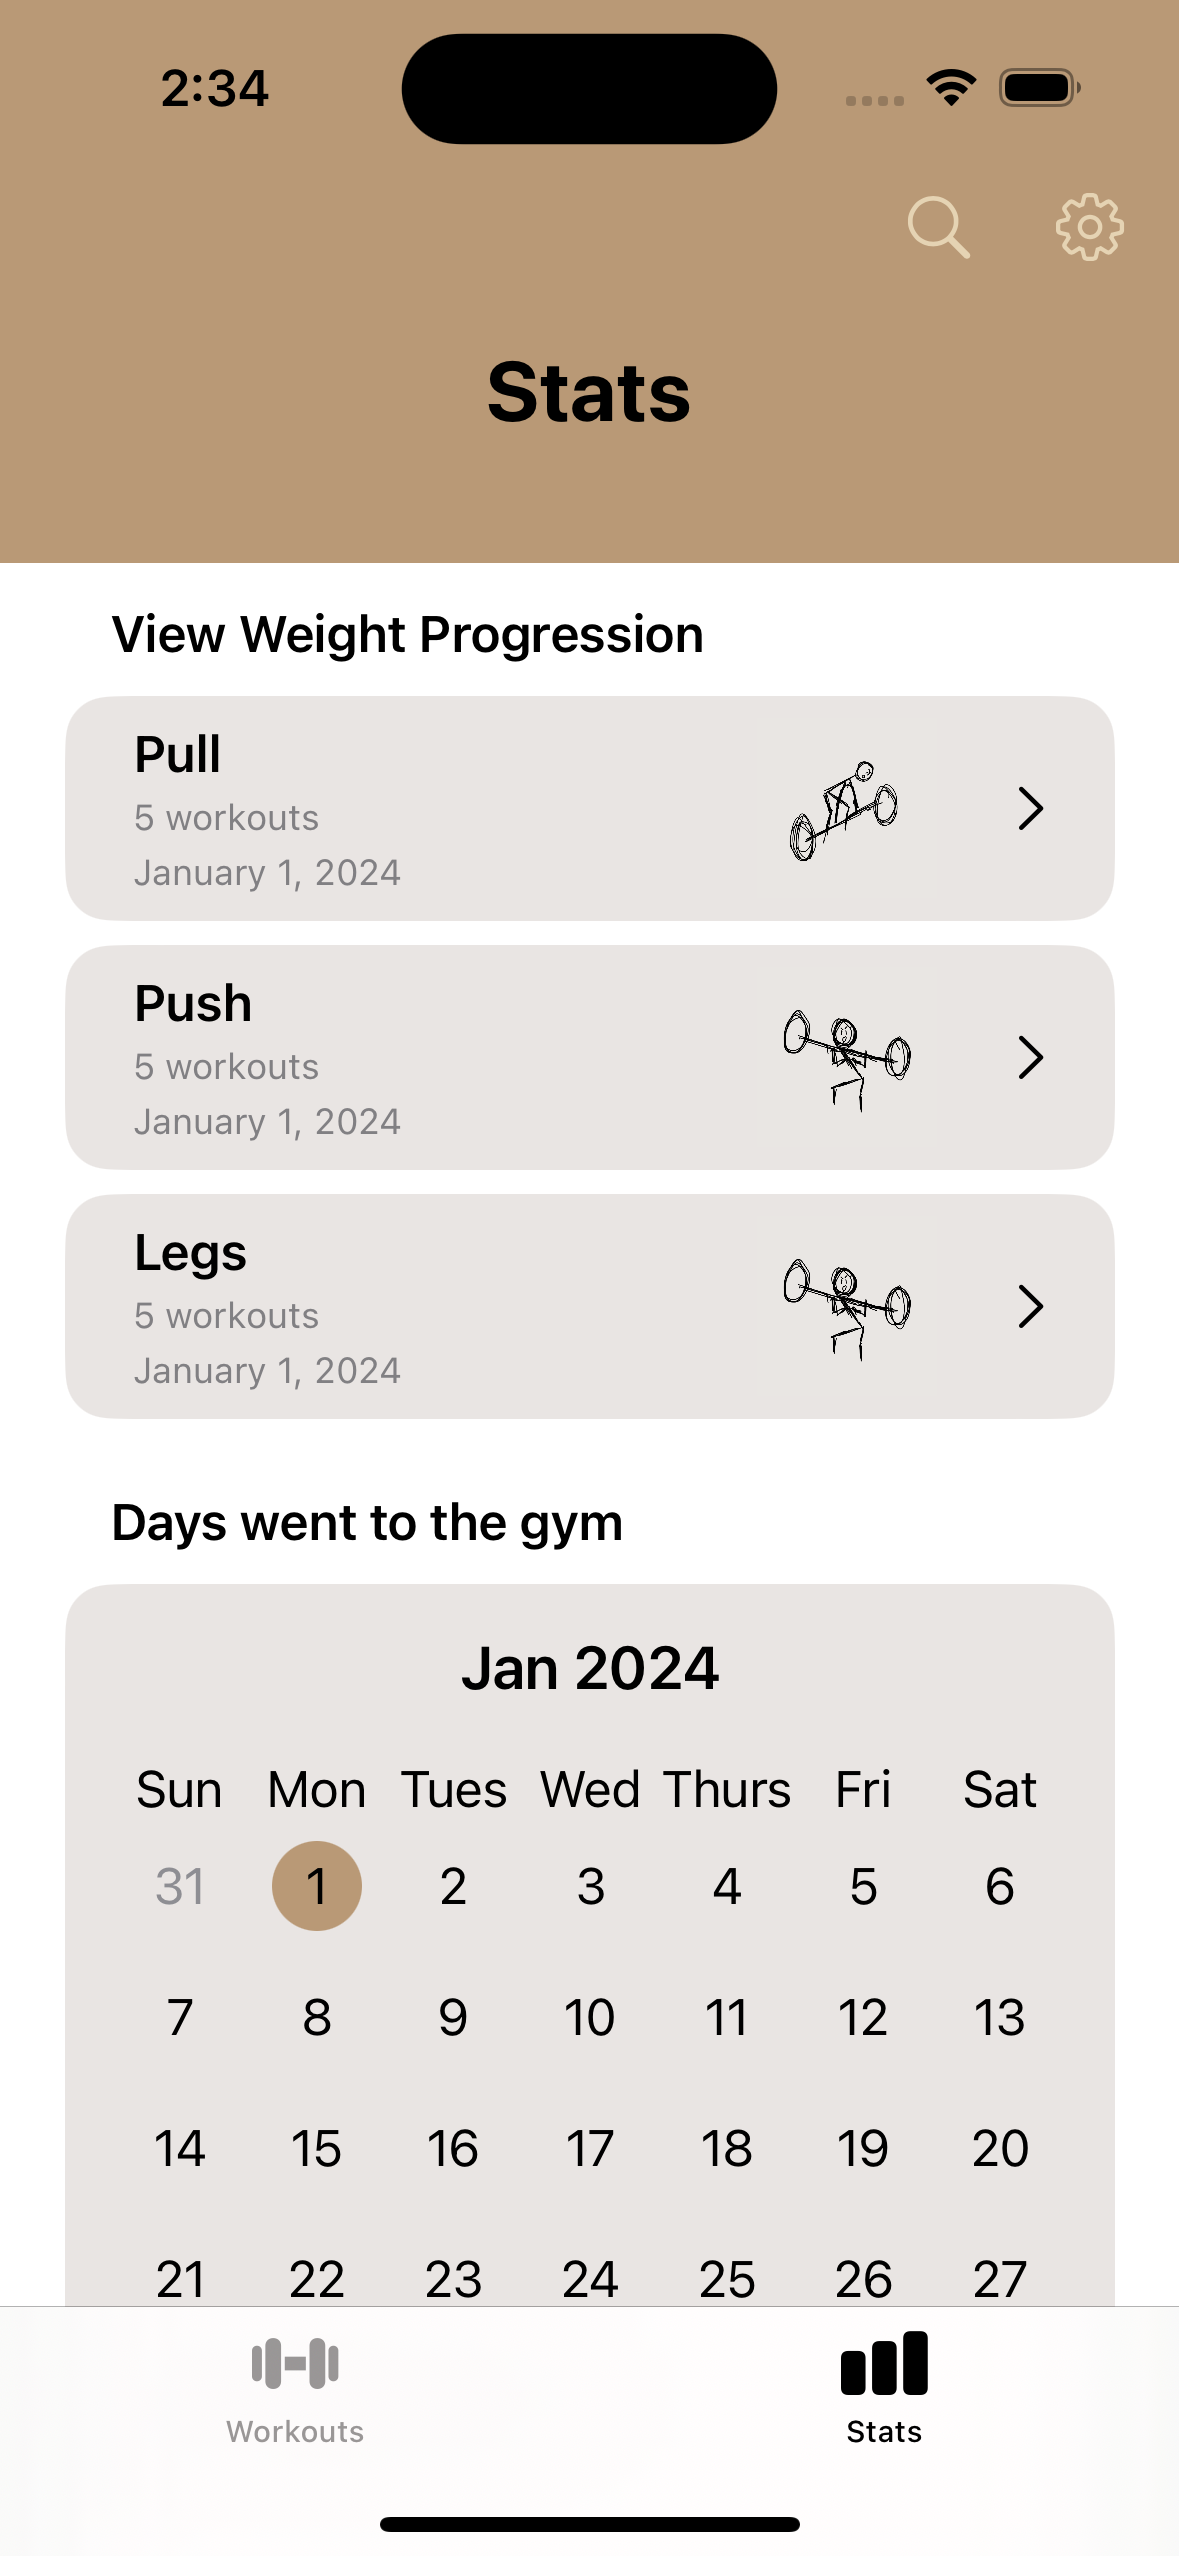 2:34
Stats
View Weight Progression
Pull
5 workouts
January 1, 2024
Push
5 workouts
January 1, 2024
Legs
5 workouts
January 1, 2024
Days went to the gym
Jan 2024
Sun Mon Tues Wed Thurs Fri Sat
31 1 2 3 4 5 6
7 8 9 10 11 12 13
14 15 16 17 18 19 20
21 22 23 24 25 26 27
Workouts Stats